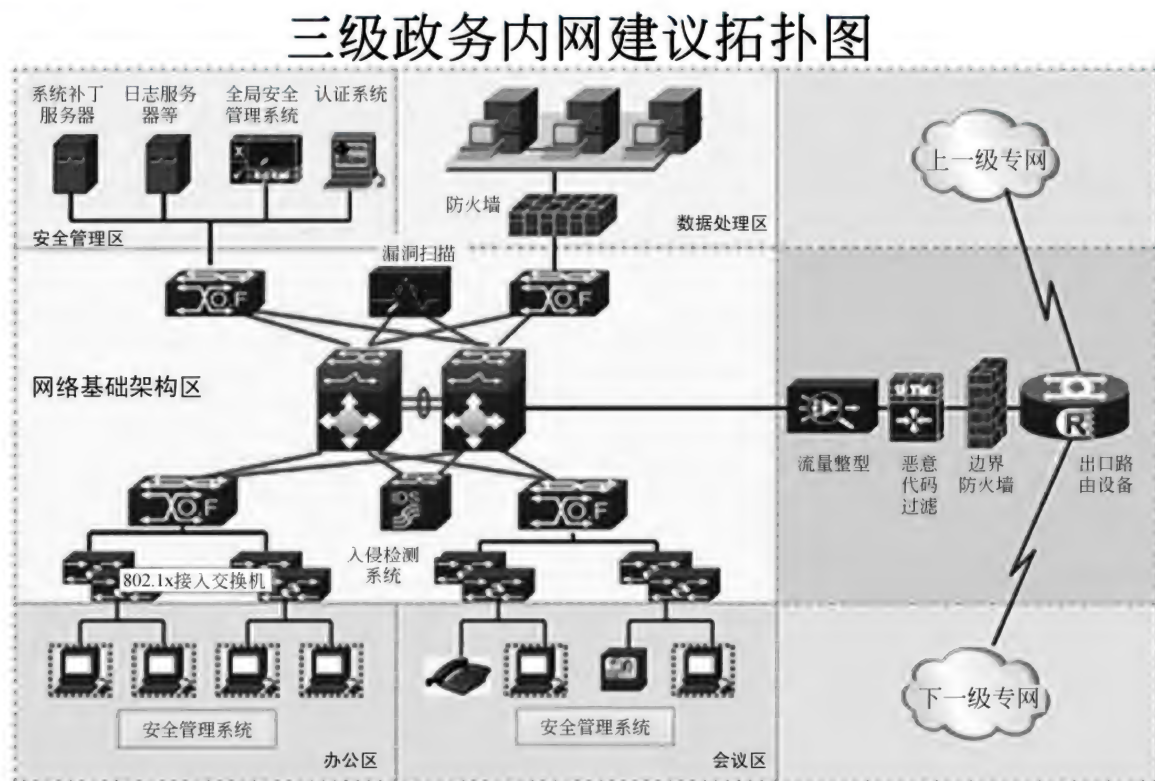 三级政务内网建议拓扑图
系统补丁
服务器
日志服务
器等
全局安全
管理系统
认证系统
安全管理区
防火墙
数据处理区
上一级专网
漏洞扫描
O.F
O.F
网络基础架构区
UTM
R
流量整型
恶意
代码
过滤
边界
防火墙
出口路
由设备
O.F
IDS
O.F
入侵检测
系统
802.1x接入交换机
安全管理系统
办公区
安全管理系统
会议区
下一级专网